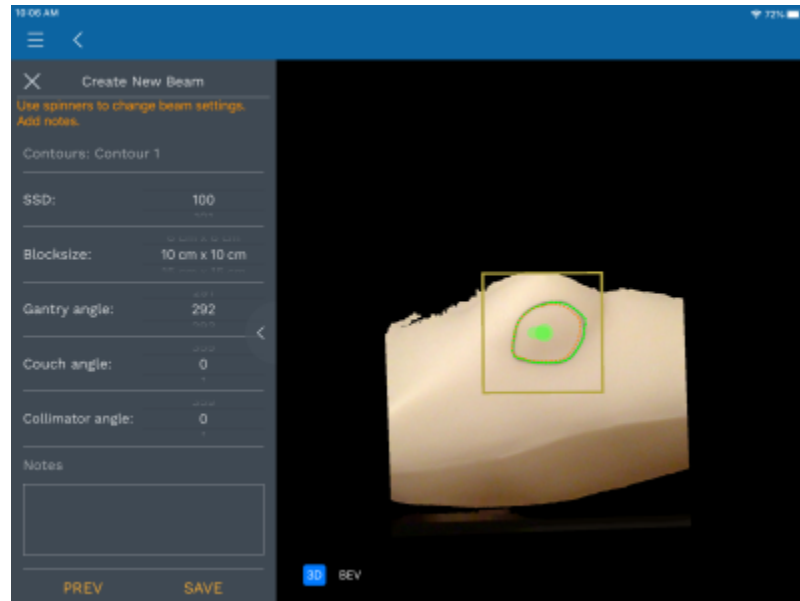 10:06 AM
72%
Create New Beam
Use spinners to change beam settings.
Add notes.
Contours: Contour 1
SSD: 100
Blocksize: 10 cm x 10 cm
Gantry angle: 292
Couch angle: 0
Collimator angle: 0
Notes
PREV SAVE
3D BEV